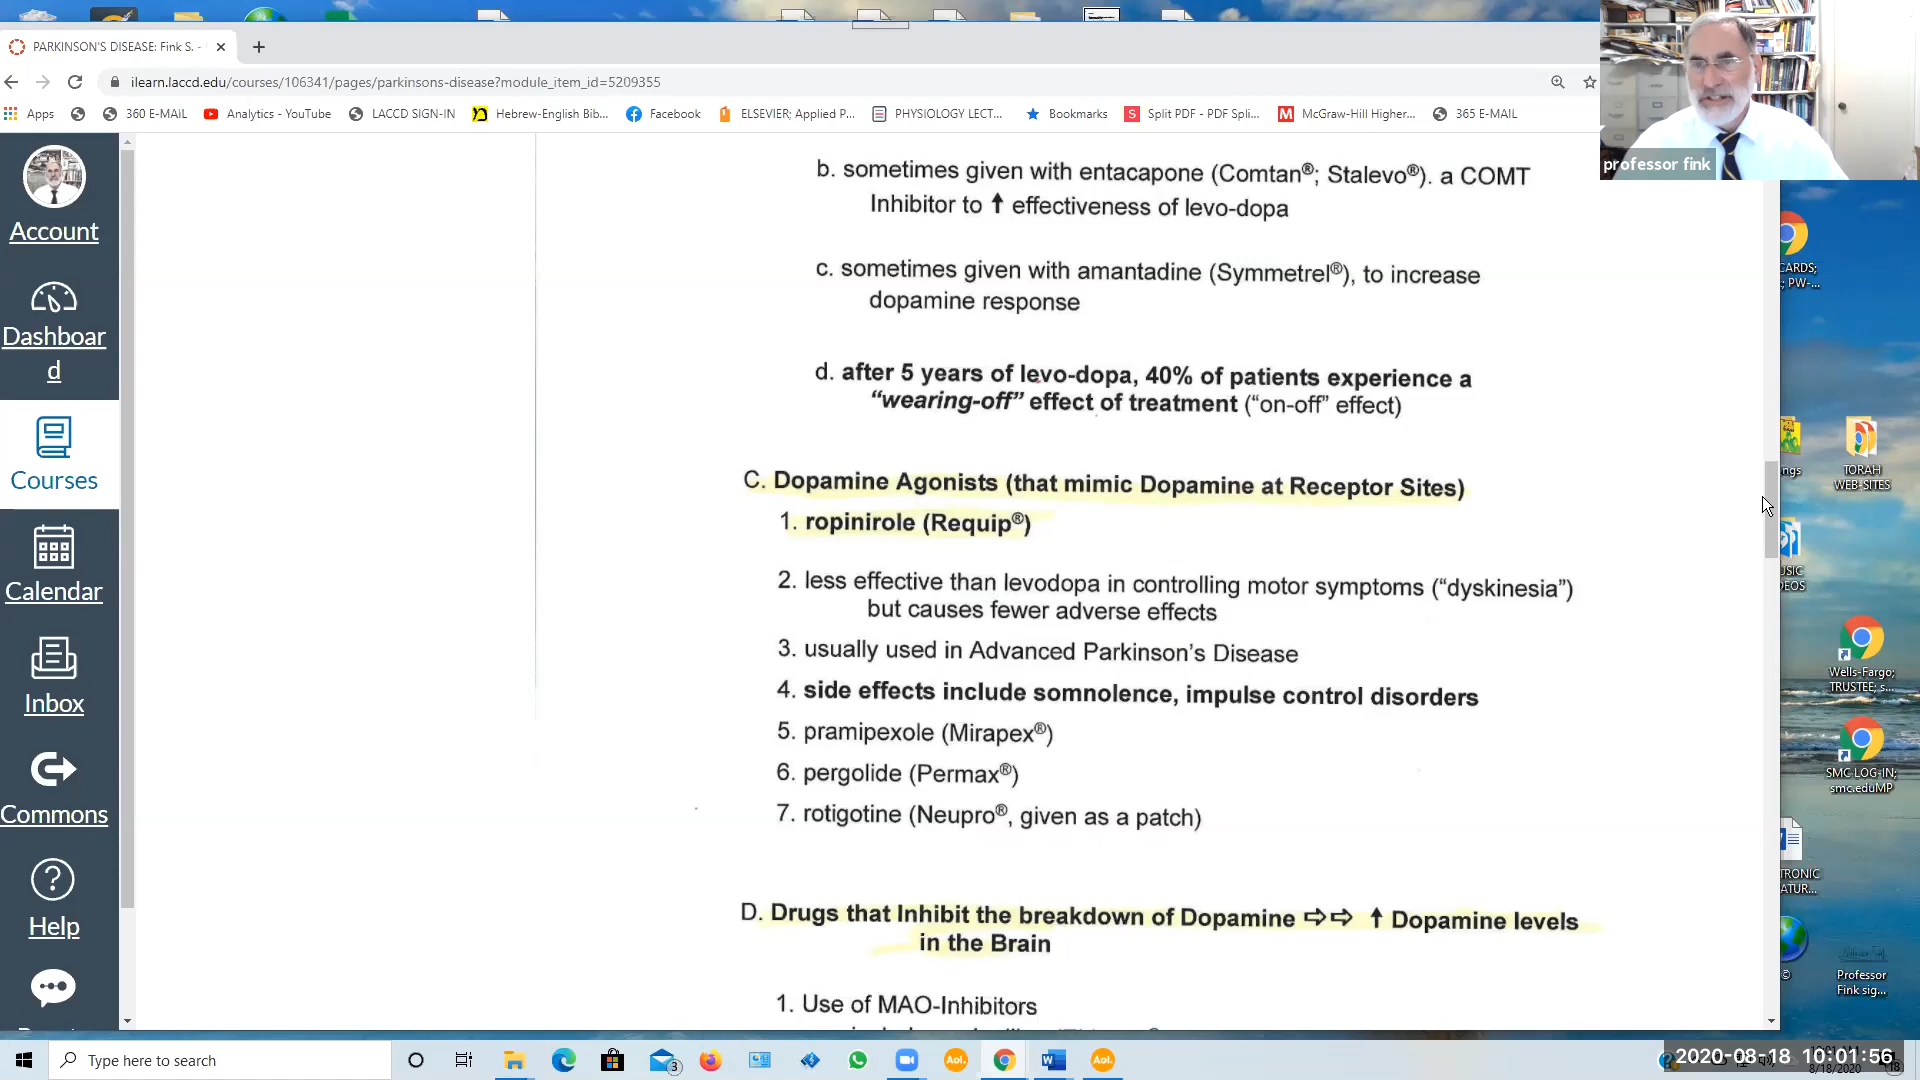 PARKINSON'S DISEASE: Fink S. -
ilearn.laccd.edu/courses/106341/pages/parkinsons-disease?module_item_id=5209355
Apps
360 E-MAIL
Analytics - YouTube
LACCD SIGN-IN
Hebrew-English Bib...
Facebook
ELSEVIER; Applied P...
PHYSIOLOGY LECT...
Bookmarks
Split PDF - PDF Spli...
McGraw-Hill Higher...
365 E-MAIL
professor fink
Account
Dashboar
d
Courses
Calendar
Inbox
Commons
Help
b. sometimes given with entacapone (Comtan®; Stalevo®). a COMT
Inhibitor to ↑ effectiveness of levo-dopa
c. sometimes given with amantadine (Symmetrel®), to increase
dopamine response
d. after 5 years of levo-dopa, 40% of patients experience a
“wearing-off” effect of treatment (“on-off” effect)
C. Dopamine Agonists (that mimic Dopamine at Receptor Sites)
1. ropinirole (Requip®)
2. less effective than levodopa in controlling motor symptoms (“dyskinesia”)
but causes fewer adverse effects
3. usually used in Advanced Parkinson’s Disease
4. side effects include somnolence, impulse control disorders
5. pramipexole (Mirapex®)
6. pergolide (Permax®)
7. rotigotine (Neupro®, given as a patch)
D. Drugs that Inhibit the breakdown of Dopamine ⇨⇨ ↑ Dopamine levels
in the Brain
1. Use of MAO-Inhibitors
CARDS;
PW-...
TORAH
WEB-SITES
Wells-Fargo;
TRUSTEE; s...
SMC LOG-IN;
smc.eduMP
Professor
Fink sig...
Type here to search
3
Aol.
Aol.
2020-08-18 10:01:56
8/18/2020